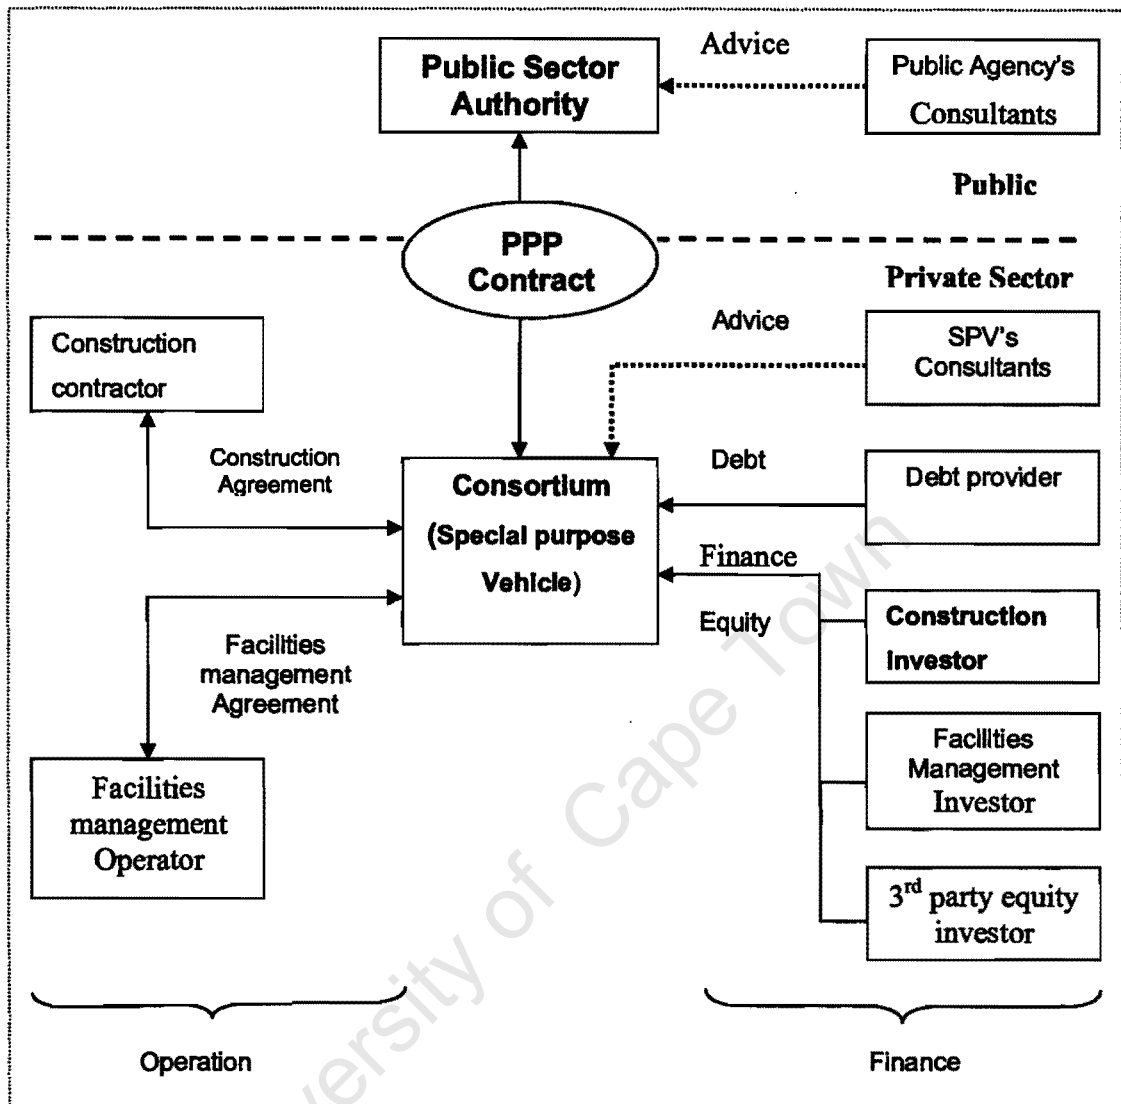 Public Sector
Authority
Advice
Public Agency's
Consultants
Public
PPP
Contract
Private Sector
Construction
contractor
Advice
SPV's
Consultants
Construction
Agreement
Consortium
(Special purpose
Vehicle)
Debt
Debt provider
Finance
Equity
Construction
investor
Facilities
management
Agreement
Facilities
Management
Investor
Facilities
management
Operator
3rd party equity
investor
Operation
Finance
versity of Cape Town